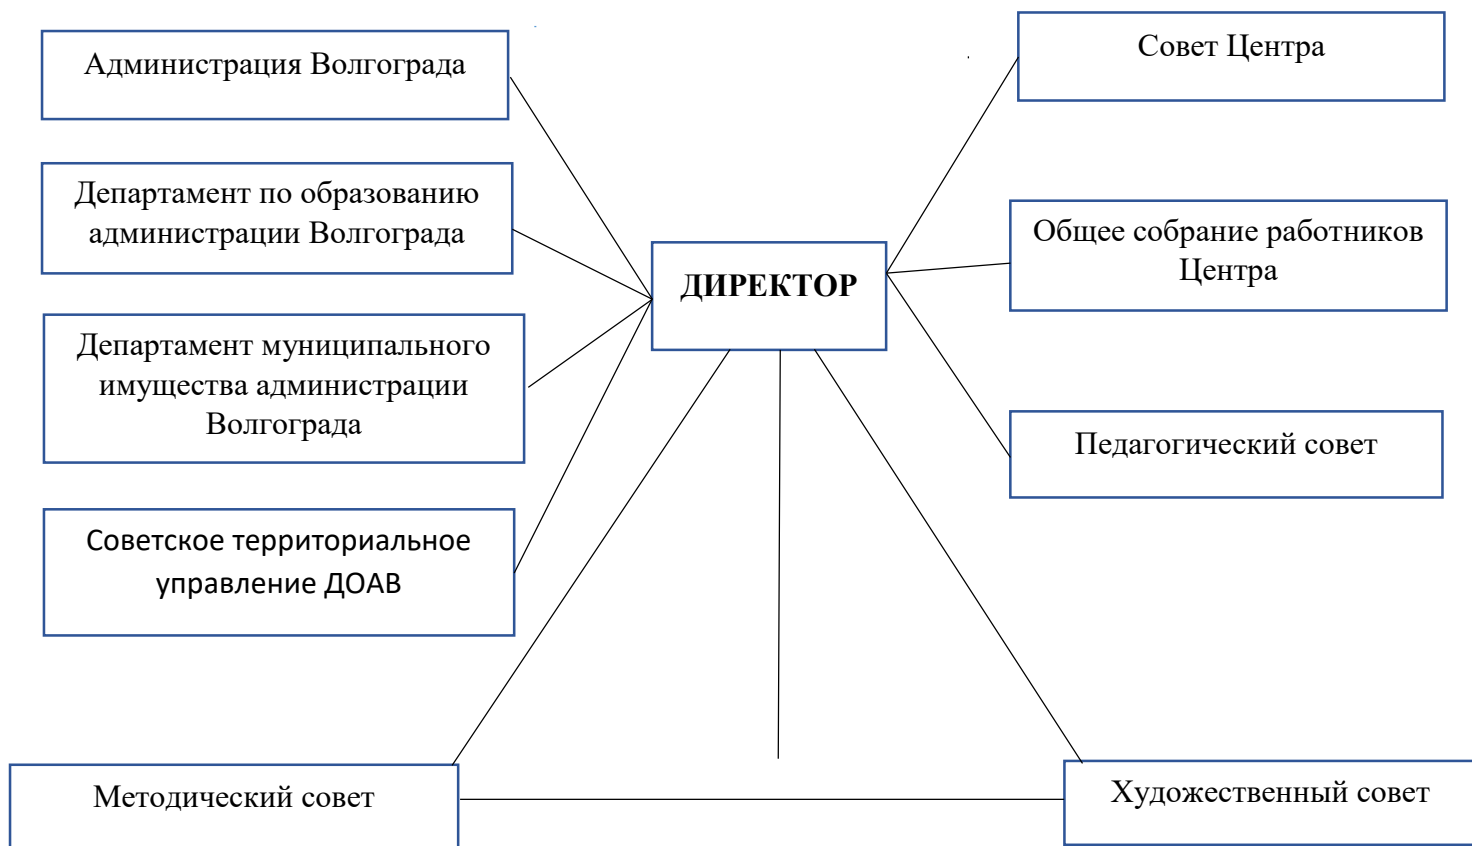 Администрация Волгограда
Департамент по образованию
администрации Волгограда
Департамент муниципального
имущества администрации
Волгограда
Советское территориальное
управление ДОАВ
ДИРЕКТОР
Совет Центра
Общее собрание работников
Центра
Педагогический совет
Методический совет
Художественный совет